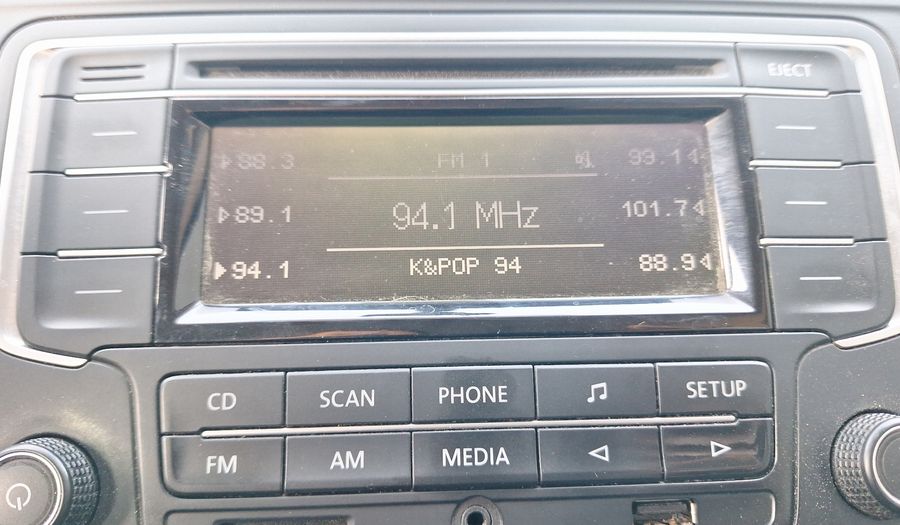 EJECT
88.3 FM 1 99.1
89.1 94.1 MHz 101.7
94.1 K&POP 94 88.9
CD SCAN PHONE SETUP
FM AM MEDIA